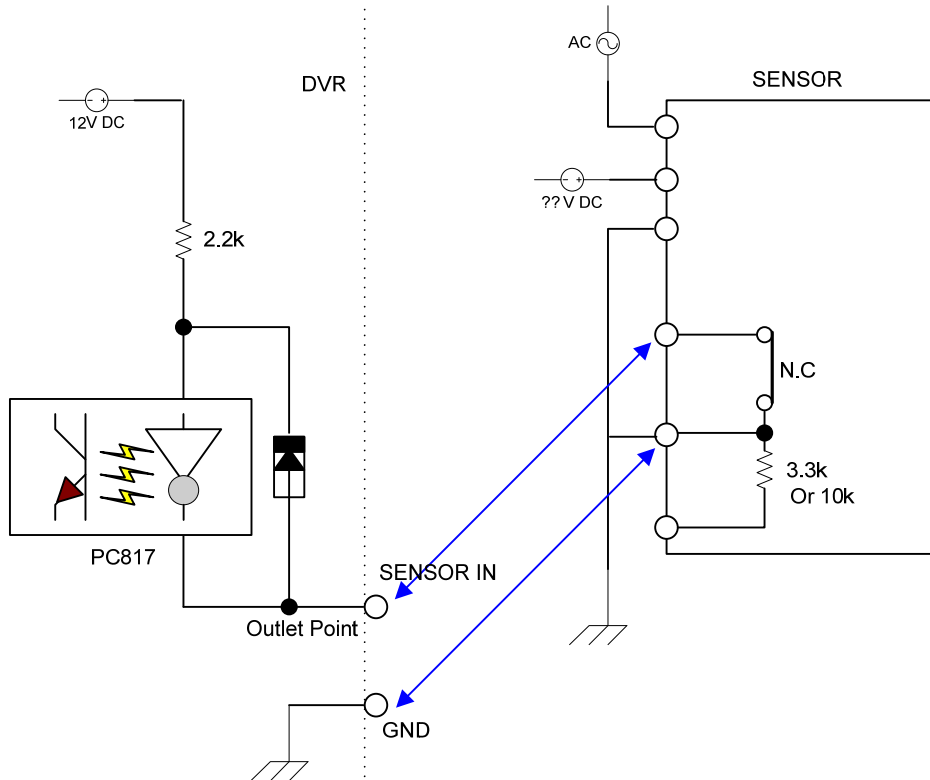 AC
DVR
SENSOR
- +
12V DC
- +
?? V DC
2.2k
N.C
3.3k
Or 10k
PC817
SENSOR IN
Outlet Point
GND